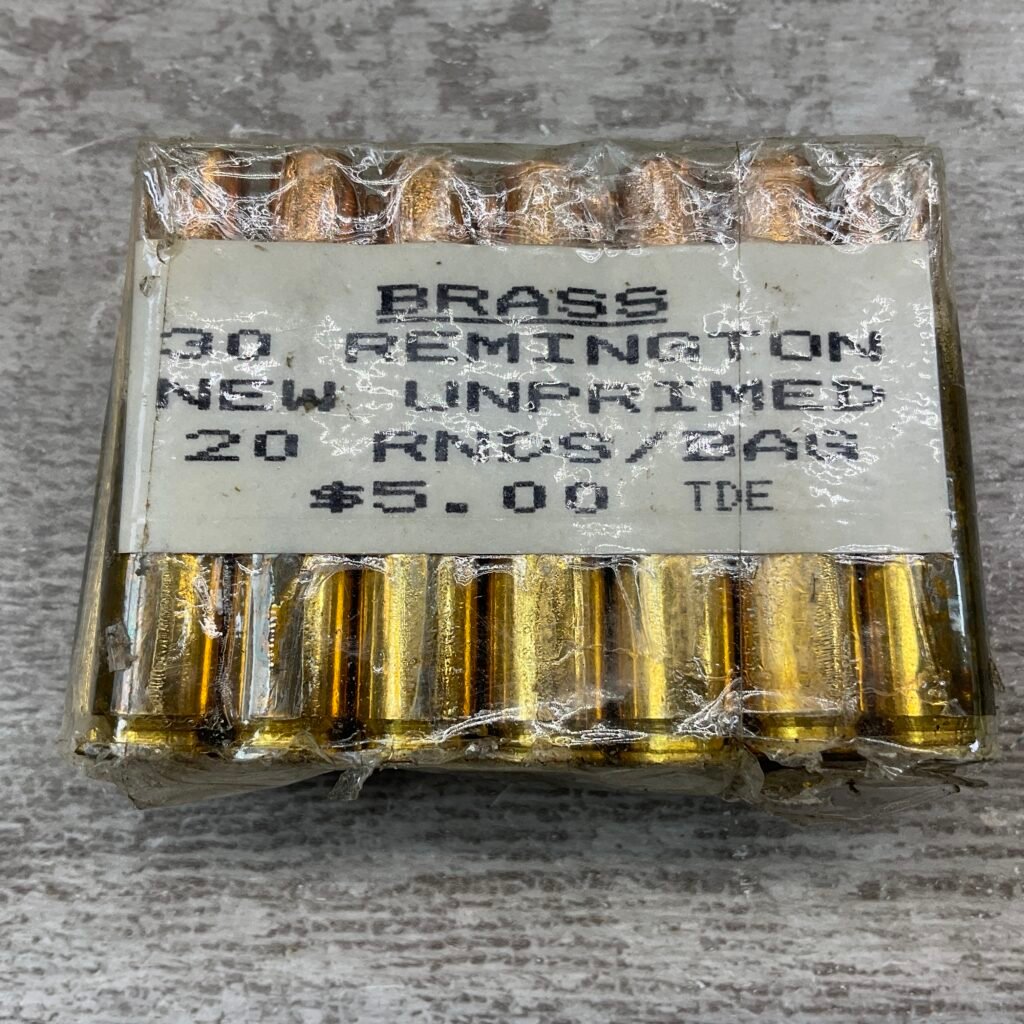 BRASS
30 REMINGTON
NEW UNPRIMED
20 RNDS/BAG
$5.00 TDE